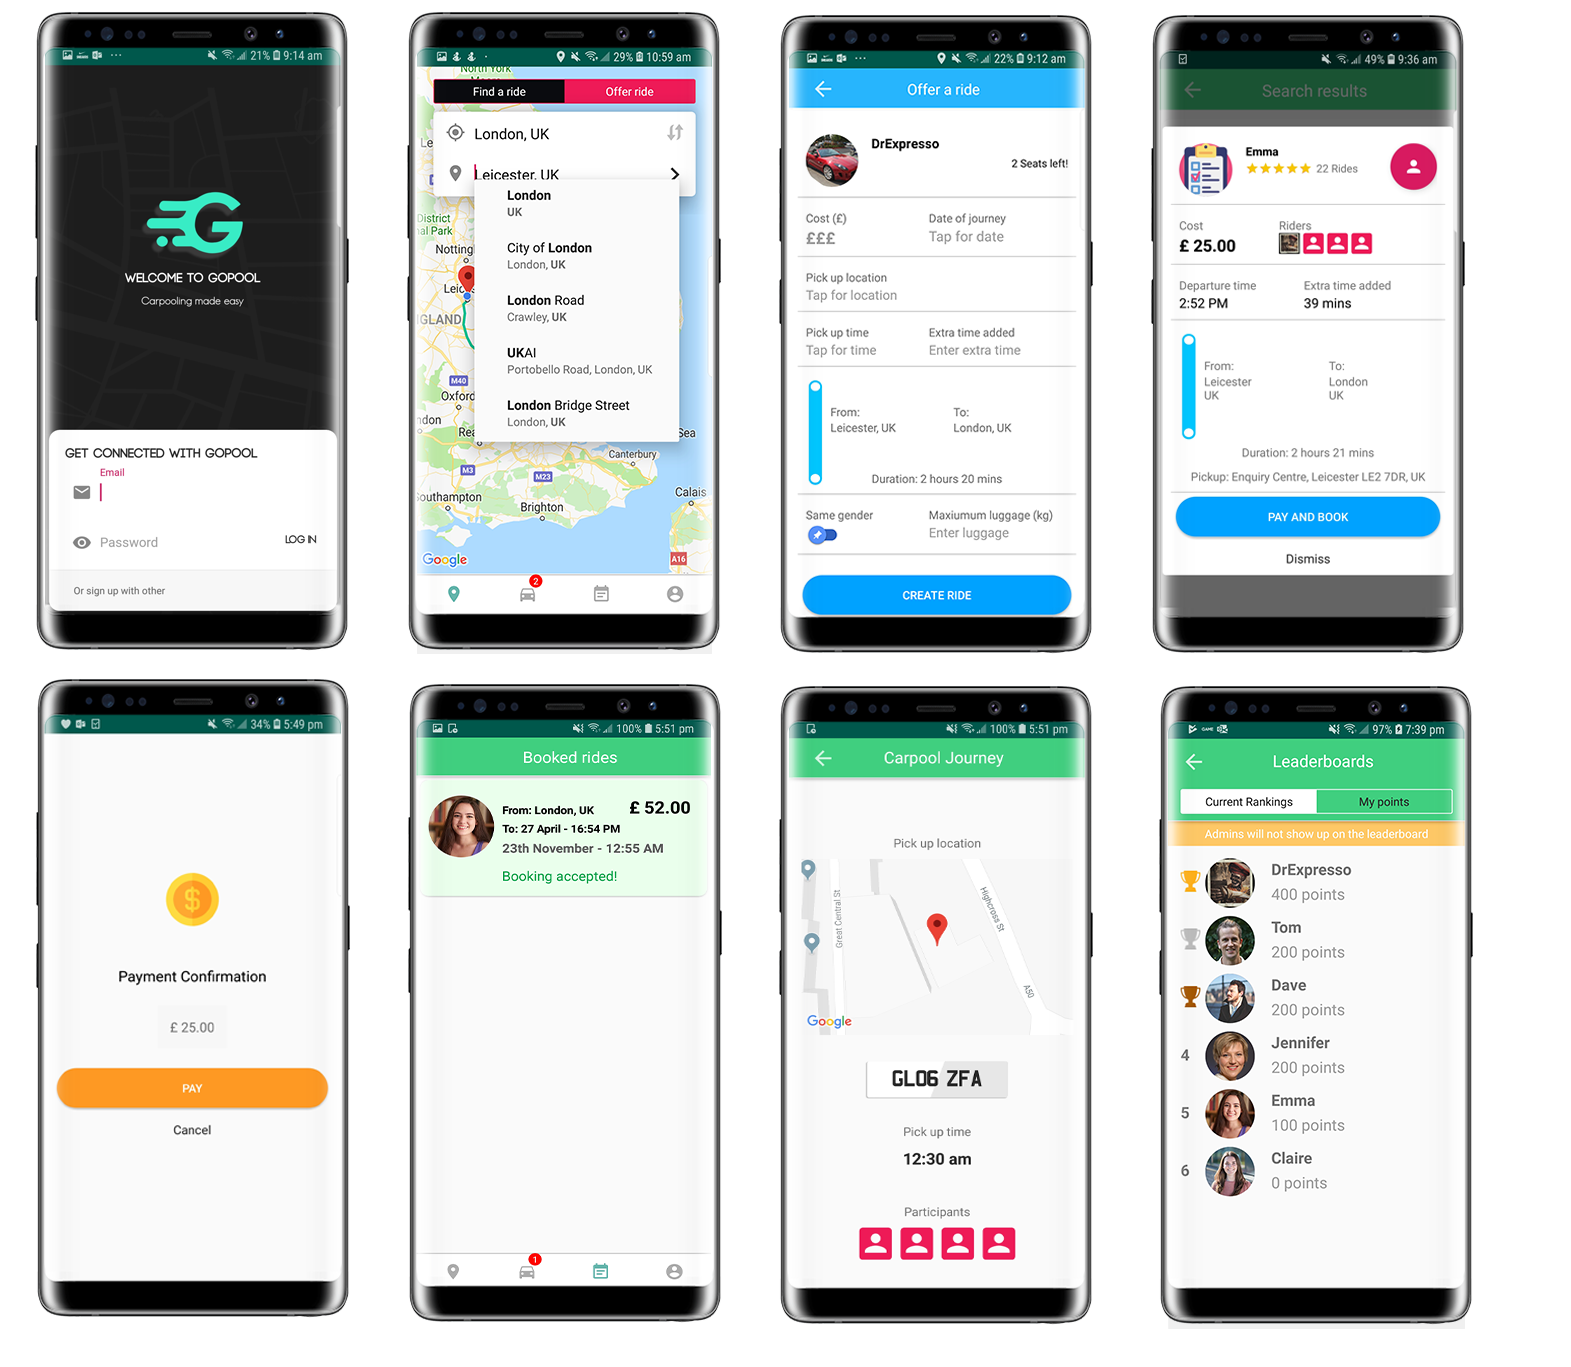 21% 9:14 am
WELCOME TO GOPOOL
Carpooling made easy
GET CONNECTED WITH GOPOOL
Email
Password
LOG IN
Or sign up with other
29% 10:59 am
North York
Find a ride
Offer ride
London, UK
Leicester, UK
London
UK
City of London
London, UK
London Road
Crawley, UK
UKAI
Portobello Road, London, UK
London Bridge Street
London, UK
District
Notting
GLAND
M40
Oxford
Sea
M3
M23
Canterbury
outhampton
Brighton
Calais
Google
A16
2
22% 9:12 am
Offer a ride
DrExpresso
2 Seats left!
Cost (£)
Date of journey
£££
Tap for date
Pick up location
Tap for location
Pick up time
Extra time added
Tap for time
Enter extra time
From:
To:
Leicester, UK
London, UK
Duration: 2 hours 20 mins
Same gender
Maxiumum luggage (kg)
Enter luggage
CREATE RIDE
49% 9:36 am
Search results
Emma
22 Rides
Cost
Riders
£ 25.00
Departure time
Extra time added
2:52 PM
39 mins
From:
To:
Leicester
London
UK
UK
Duration: 2 hours 21 mins
Pickup: Enquiry Centre, Leicester LE2 7DR, UK
PAY AND BOOK
Dismiss
34% 5:49 pm
$
Payment Confirmation
£ 25.00
PAY
Cancel
100% 5:51 pm
Booked rides
From: London, UK
£ 52.00
To: 27 April - 16:54 PM
23th November - 12:55 AM
Booking accepted!
1
100% 5:51 pm
Carpool Journey
Pick up location
Great Central St
Highcross St
A50
Google
GL06 ZFA
Pick up time
12:30 am
Participants
GAME
97% 7:39 pm
Leaderboards
Current Rankings
My points
Admins will not show up on the leaderboard
DrExpresso
400 points
Tom
200 points
Dave
200 points
4
Jennifer
200 points
5
Emma
100 points
6
Claire
0 points